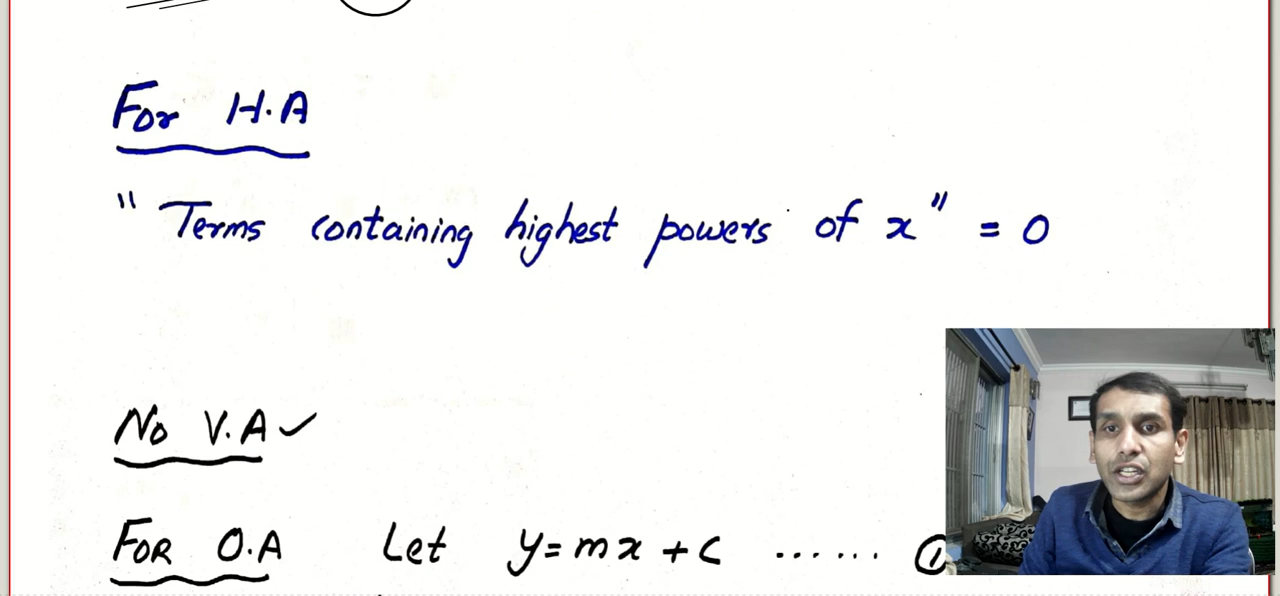 For H.A
" Terms containing highest powers of x " = 0
No V.A ✓
FOR O.A Let y = mx + c ...... ①